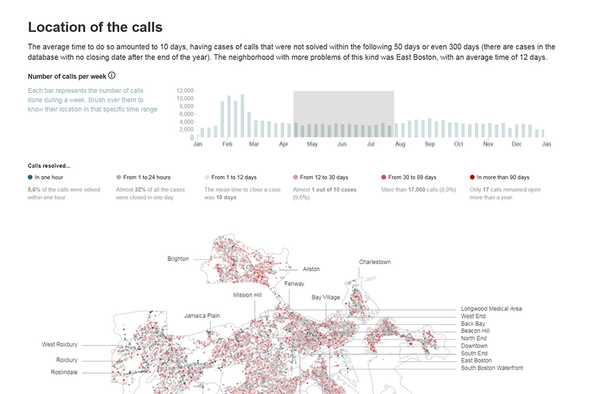 Location of the calls
The average time to do so amounted to 10 days, having cases of calls that were not solved within the following 50 days or even 300 days (there are cases in the
database with no closing date after the end of the year). The neighborhood with more problems of this kind was East Boston, with an average time of 12 days.
Number of calls per week
Each bar represents the number of calls
done during a week. Brush over them to
know their location in that specific time range
12,000
10,000
8,000
6,000
4,000
2,000
0
Jan Feb Mar Apr May Jun Jul Aug Sep Oct Nov Dec Jan
Calls resolved...
In one hour
From 1 to 24 hours
From 1 to 12 days
From 12 to 30 days
From 30 to 89 days
In more than 90 days
of the calls were solved
within one hour.
Almost 32% of all the cases
were closed in one day.
The mean time to close a case
was 10 days
Almost 1 out of 10 cases
More than 17,000 calls
Only 17 calls remained open
more than a year.
Brighton
Allston
Charlestown
Fenway
Mission Hill
Bay Village
Jamaica Plain
Longwood Medical Area
West End
Back Bay
Beacon Hill
North End
Downtown
South End
East Boston
South Boston Waterfront
West Roxbury
Roxbury
Roslindale